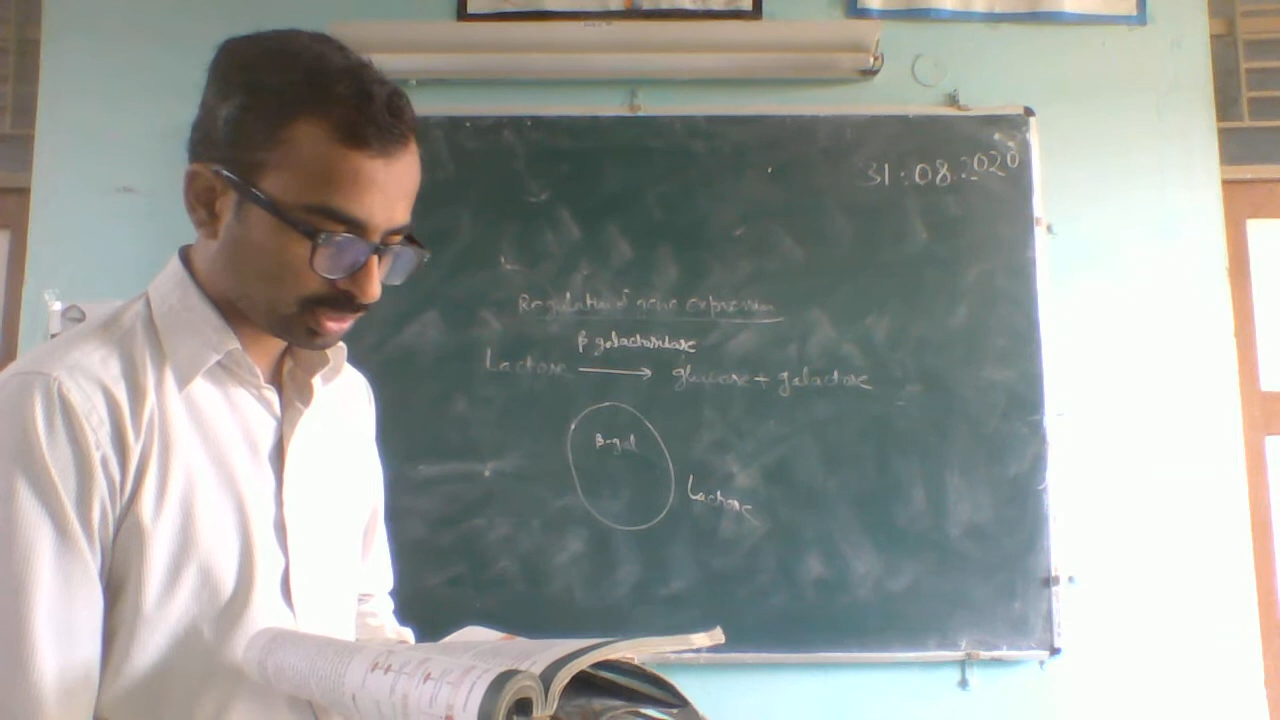 31:08.2020
Regulation of gene expression
β galactosidase
Lactose → glucose + galactose
β-gal
Lactose